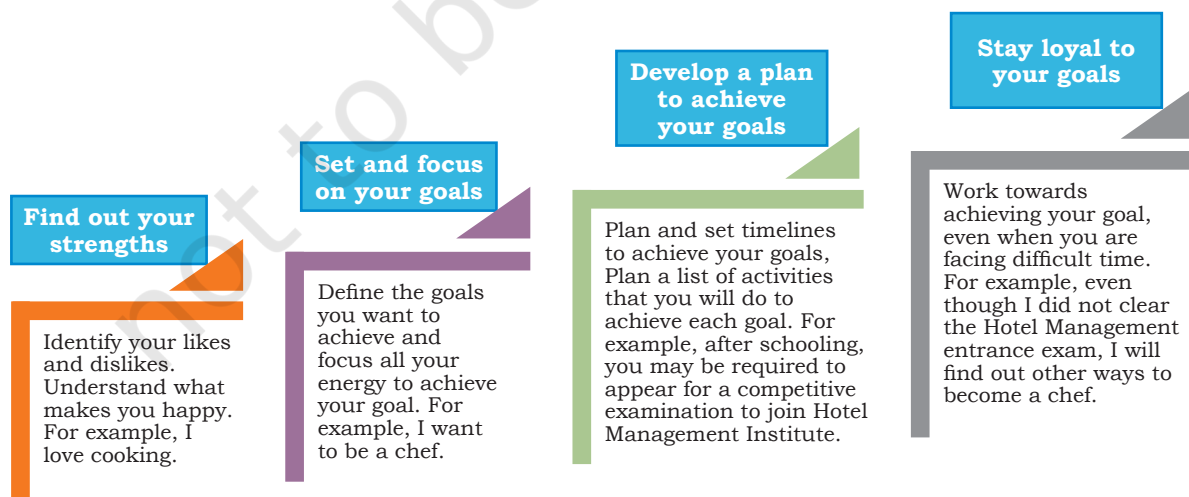 Find out your
strengths
Identify your likes
and dislikes.
Understand what
makes you happy.
For example, I
love cooking.
Set and focus
on your goals
Define the goals
you want to
achieve and
focus all your
energy to achieve
your goal. For
example, I want
to be a chef.
Develop a plan
to achieve
your goals
Plan and set timelines
to achieve your goals,
Plan a list of activities
that you will do to
achieve each goal. For
example, after schooling,
you may be required to
appear for a competitive
examination to join Hotel
Management Institute.
Stay loyal to
your goals
Work towards
achieving your goal,
even when you are
facing difficult time.
For example, even
though I did not clear
the Hotel Management
entrance exam, I will
find out other ways to
become a chef.
not to be